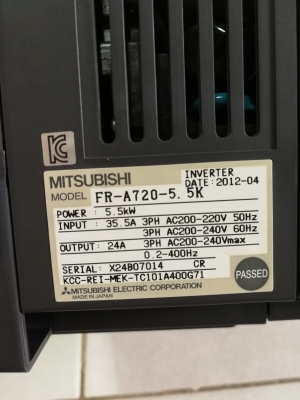 MITSUBISHI INVERTER
DATE:2012-04
MODEL FR-A720-5.5K
POWER : 5.5kW
INPUT : 35.5A 3PH AC200-220V 50Hz
3PH AC200-240V 60Hz
OUTPUT: 24A 3PH AC200-240Vmax
0.2-400Hz
SERIAL: X24B07014 CR
PASSED
KCC-REI-MEK-TC101A400G71
MITSUBISHI ELECTRIC CORPORATION
MADE IN JAPAN